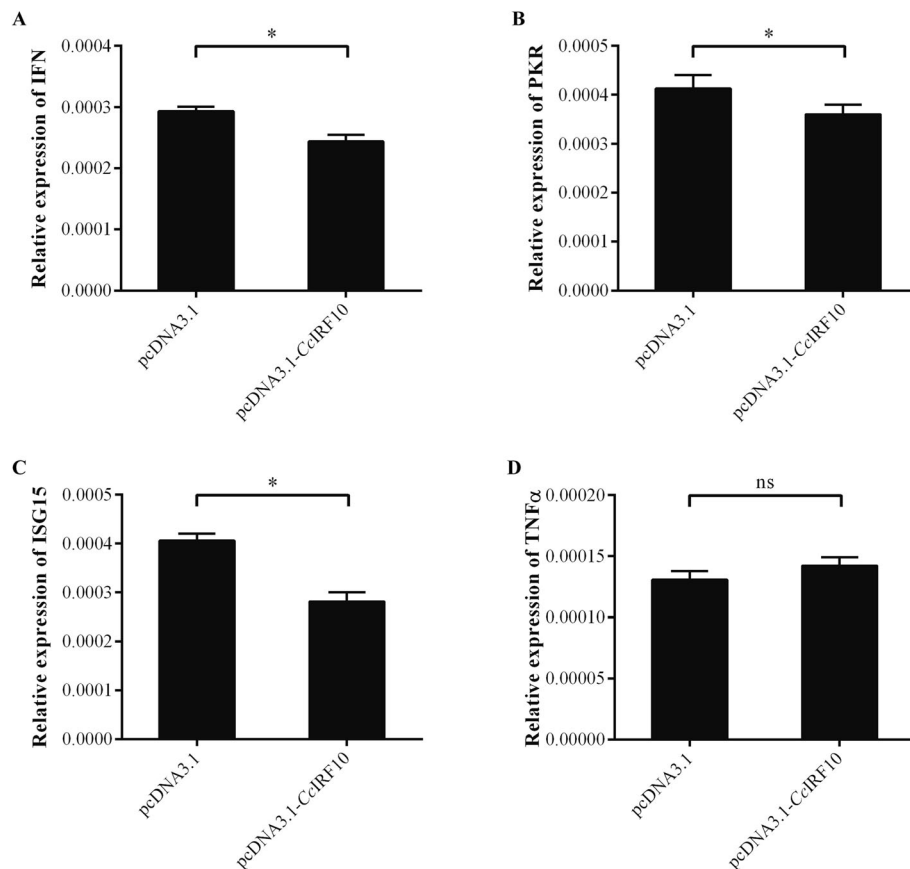 A
Relative expression of IFN
0.0004
0.0003
0.0002
0.0001
0.0000
*
pcDNA3.1
pcDNA3.1-CcIRF10
B
Relative expression of PKR
0.0005
0.0004
0.0003
0.0002
0.0001
0.0000
*
pcDNA3.1
pcDNA3.1-CcIRF10
C
Relative expression of ISG15
0.0005
0.0004
0.0003
0.0002
0.0001
0.0000
*
pcDNA3.1
pcDNA3.1-CcIRF10
D
Relative expression of TNFα
0.00020
0.00015
0.00010
0.00005
0.00000
ns
pcDNA3.1
pcDNA3.1-CcIRF10